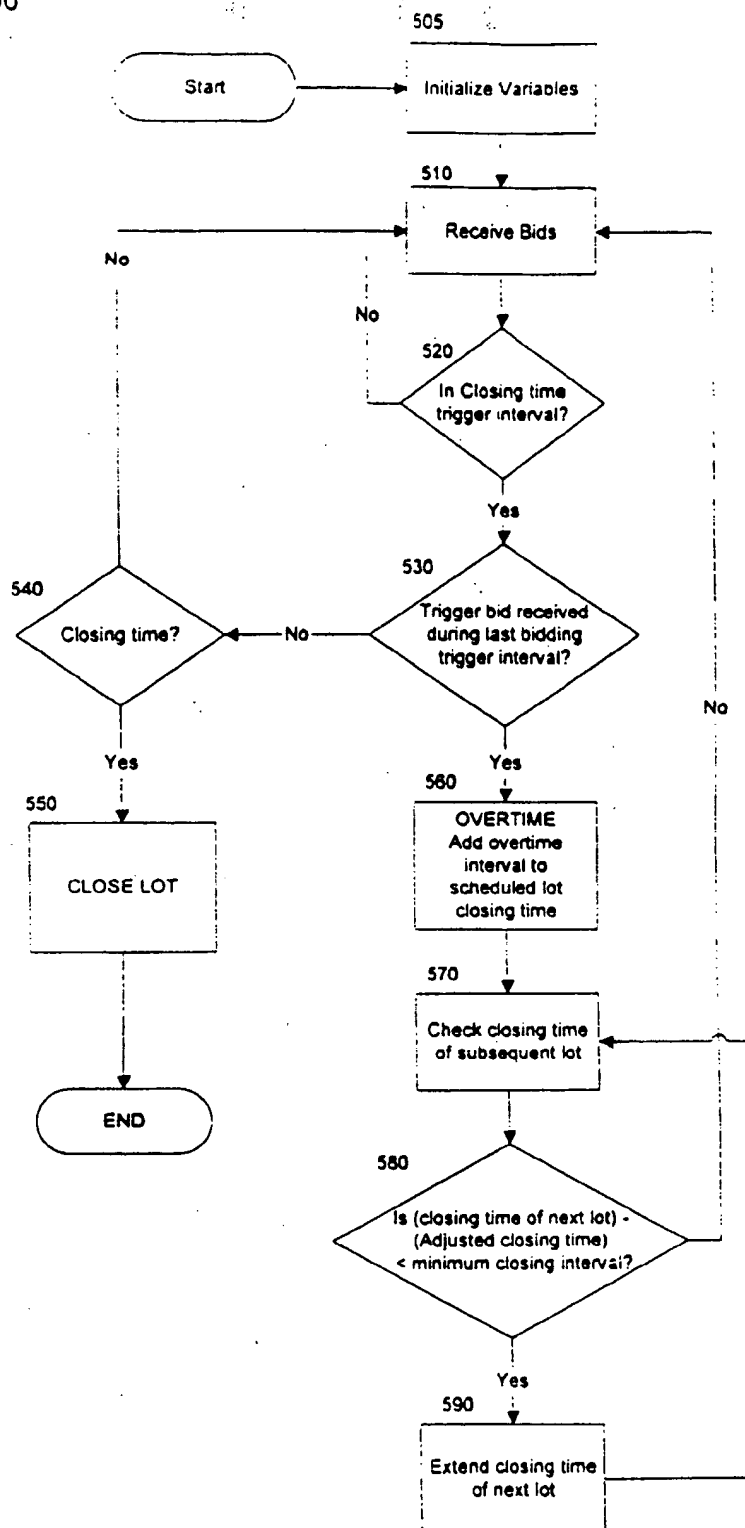 505
Start
Initialize Variables
510
Receive Bids
No
No
520
In Closing time
trigger interval?
Yes
530
540
Trigger bid received
during last bidding
trigger interval?
Closing time?
No
No
Yes
Yes
550
560
OVERTIME
Add overtime
interval to
scheduled lot
closing time
CLOSE LOT
570
Check closing time
of subsequent lot
END
580
Is (closing time of next lot) -
(Adjusted closing time)
< minimum closing interval?
Yes
590
Extend closing time
of next lot